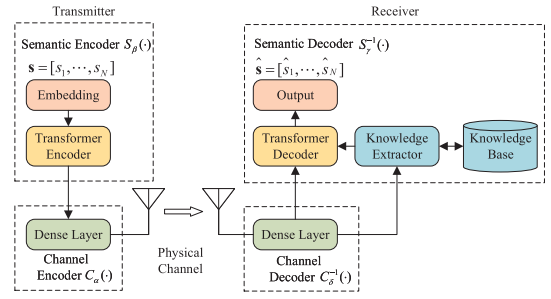 Transmitter
Semantic Encoder S_β(·)
s = [s_1, ⋯, s_N]
Embedding
Transformer
Encoder
Dense Layer
Channel
Encoder C_α(·)
Physical
Channel
Receiver
Semantic Decoder S_γ^{-1}(·)
ŝ = [ŝ_1, ⋯, ŝ_N]
Output
Transformer
Decoder
Knowledge
Extractor
Knowledge
Base
Dense Layer
Channel
Decoder C_δ^{-1}(·)